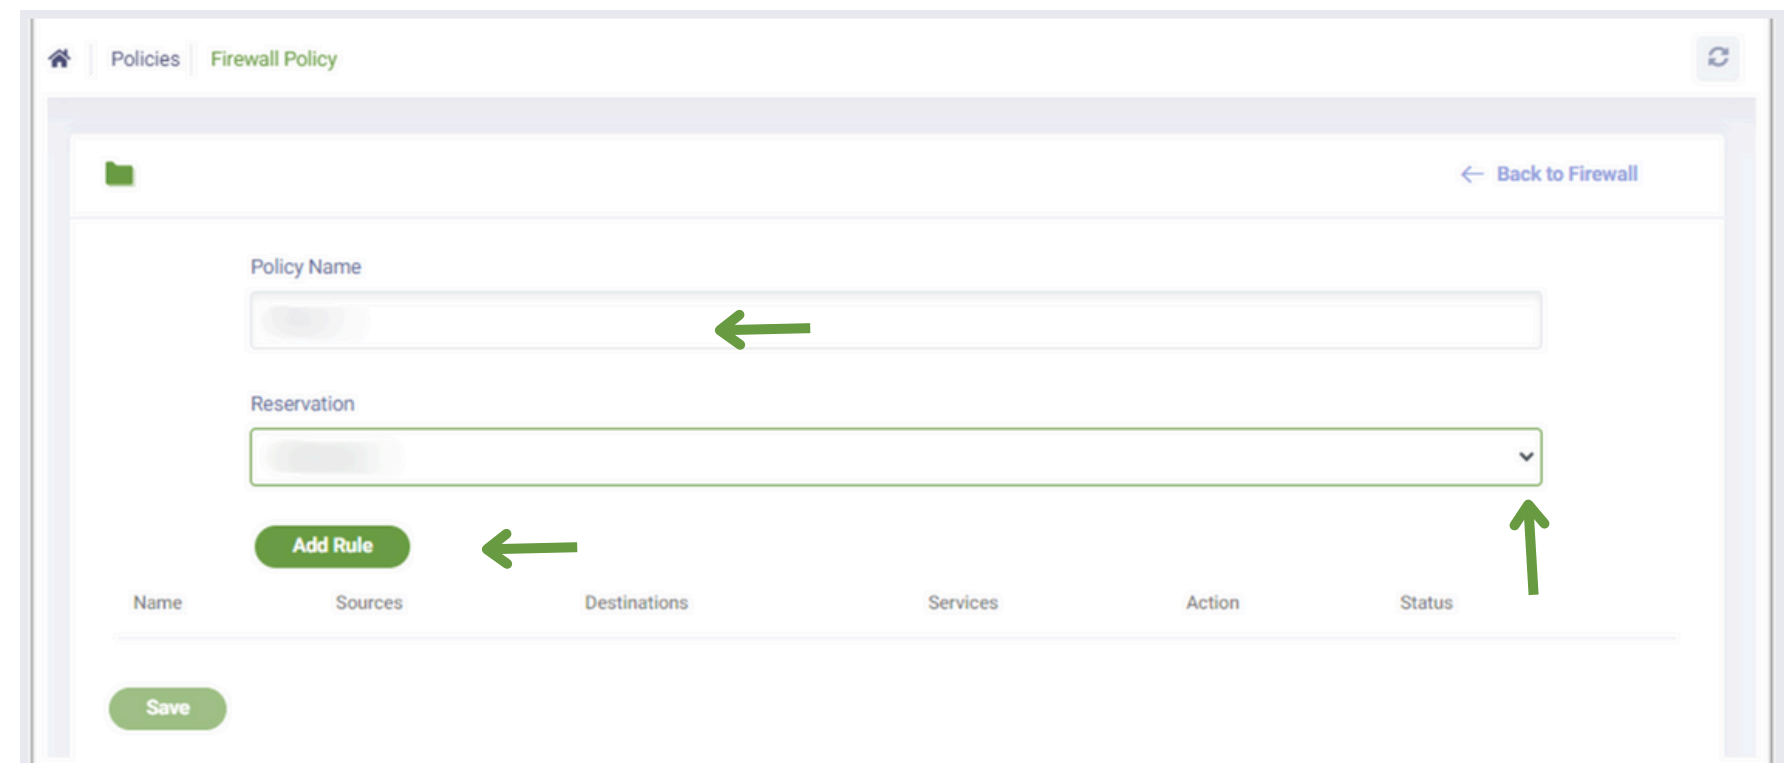 Policies Firewall Policy
Back to Firewall
Policy Name
Reservation
Add Rule
Name Sources Destinations Services Action Status
Save